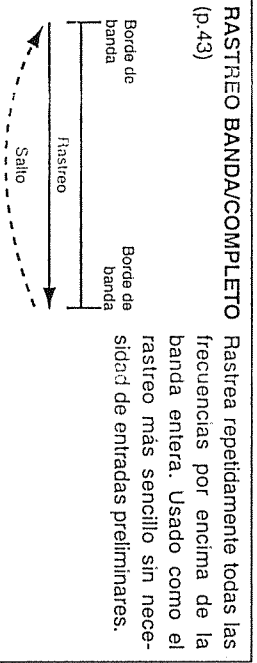 RASTREO BANDA/COMPLETO
(p.43)
Borde de
banda
Borde de
banda
Rastreo
Salto
Rastrea repetidamente todas las
frecuencias por encima de la
banda entera. Usado como el
rastreo más sencillo sin nece-
sidad de entradas preliminares.